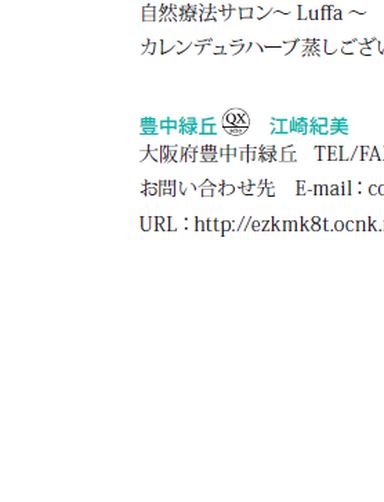 自然療法サロン～ Luffa ～
カレンデュラハーブ蒸しござい
豊中緑丘 QX 江崎紀美
大阪府豊中市緑丘　TEL/FA
お問い合わせ先　E-mail：co
URL：http://ezkmk8t.ocnk.